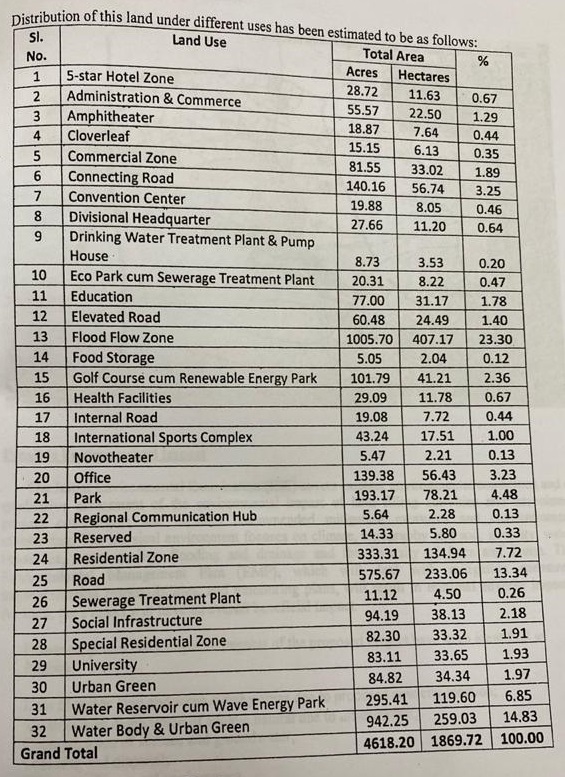 Distribution of this land under different uses has been estimated to be as follows:
Sl. No. Land Use Total Area %
Acres Hectares
1 5-star Hotel Zone 28.72 11.63 0.67
2 Administration & Commerce 55.57 22.50 1.29
3 Amphitheater 18.87 7.64 0.44
4 Cloverleaf 15.15 6.13 0.35
5 Commercial Zone 81.55 33.02 1.89
6 Connecting Road 140.16 56.74 3.25
7 Convention Center 19.88 8.05 0.46
8 Divisional Headquarter 27.66 11.20 0.64
9 Drinking Water Treatment Plant & Pump
House 8.73 3.53 0.20
10 Eco Park cum Sewerage Treatment Plant 20.31 8.22 0.47
11 Education 77.00 31.17 1.78
12 Elevated Road 60.48 24.49 1.40
13 Flood Flow Zone 1005.70 407.17 23.30
14 Food Storage 5.05 2.04 0.12
15 Golf Course cum Renewable Energy Park 101.79 41.21 2.36
16 Health Facilities 29.09 11.78 0.67
17 Internal Road 19.08 7.72 0.44
18 International Sports Complex 43.24 17.51 1.00
19 Novotheater 5.47 2.21 0.13
20 Office 139.38 56.43 3.23
21 Park 193.17 78.21 4.48
22 Regional Communication Hub 5.64 2.28 0.13
23 Reserved 14.33 5.80 0.33
24 Residential Zone 333.31 134.94 7.72
25 Road 575.67 233.06 13.34
26 Sewerage Treatment Plant 11.12 4.50 0.26
27 Social Infrastructure 94.19 38.13 2.18
28 Special Residential Zone 82.30 33.32 1.91
29 University 83.11 33.65 1.93
30 Urban Green 84.82 34.34 1.97
31 Water Reservoir cum Wave Energy Park 295.41 119.60 6.85
32 Water Body & Urban Green 942.25 259.03 14.83
Grand Total 4618.20 1869.72 100.00